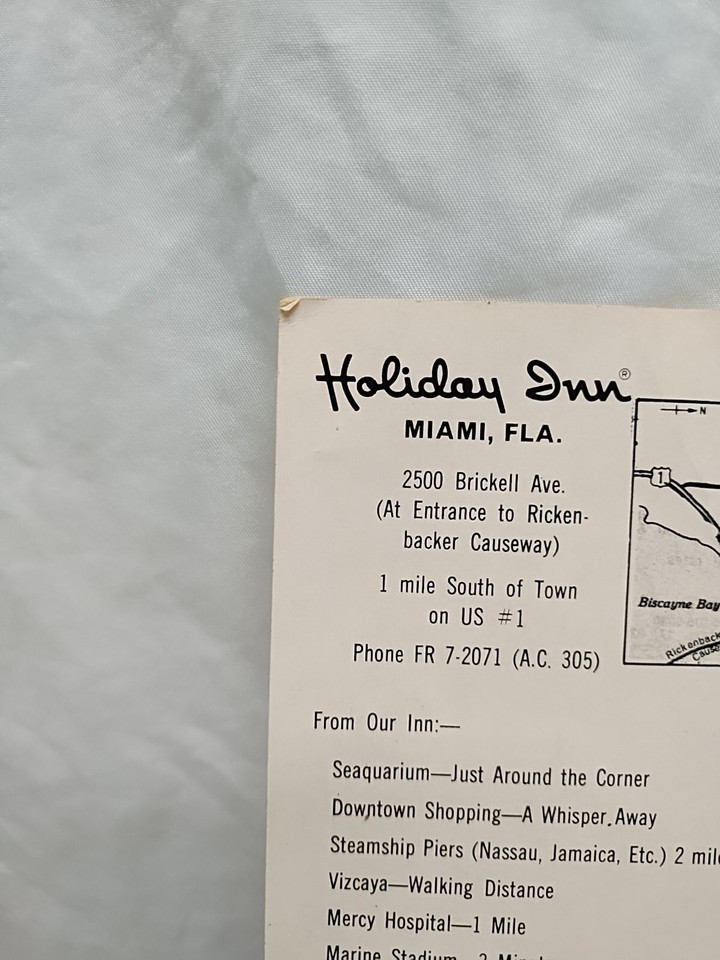 Holiday Inn®
MIAMI, FLA.
2500 Brickell Ave.
(At Entrance to Ricken-
backer Causeway)
1 mile South of Town
on US #1
Phone FR 7-2071 (A.C. 305)
N
1
Biscayne Bay
From Our Inn:—
Seaquarium—Just Around the Corner
Downtown Shopping—A Whisper Away
Steamship Piers (Nassau, Jamaica, Etc.) 2
Vizcaya—Walking Distance
Mercy Hospital—1 Mile
Marine Stadium—